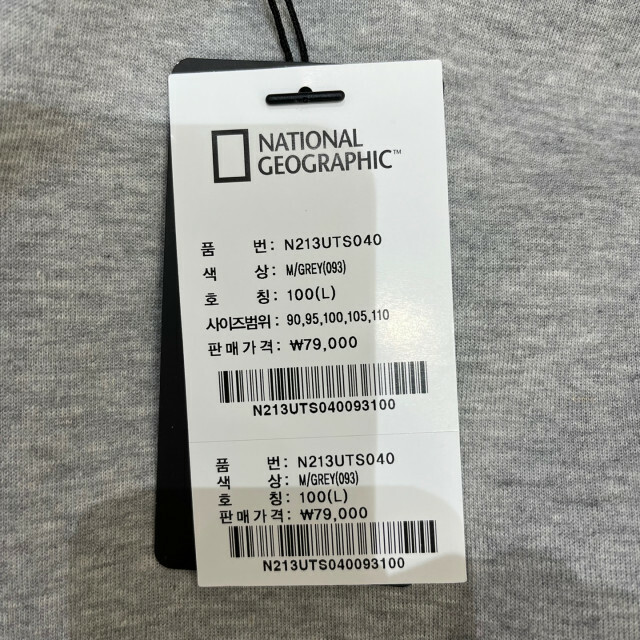 NATIONAL
GEOGRAPHIC™
품 번: N213UTS040
색 상: M/GREY(093)
호 칭: 100(L)
사이즈범위: 90,95,100,105,110
판매가격: ₩79,000
N213UTS040093100
품 번: N213UTS040
색 상: M/GREY(093)
호 칭: 100(L)
판매가격: ₩79,000
N213UTS040093100